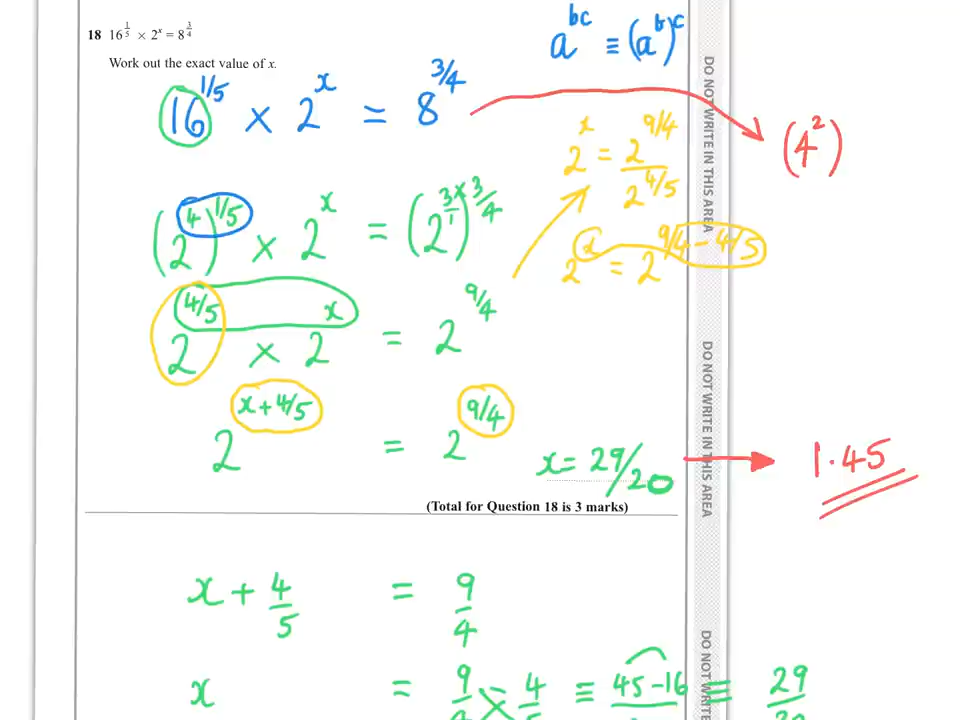 18 16^(1/5) × 2^x = 8^(3/4)
Work out the exact value of x.
a^(bc) ≡ (a^b)^c
16^(1/5) × 2^x = 8^(3/4)
(4^2)
2^x = 2^(9/4) / 2^(4/5)
(2^4)^(1/5) × 2^x = (2^(3/1))^(×3/4)
2^x = 2^(9/4 - 4/5)
2^(4/5) × 2^x = 2^(9/4)
2^(x + 4/5) = 2^(9/4)
x = 29/20
1.45
(Total for Question 18 is 3 marks)
x + 4/5 = 9/4
x = 9 4 ≡ 45 - 16 ≡ 29
DO NOT WRITE IN THIS AREA
DO NOT WRITE IN THIS AREA
DO NOT WRITE